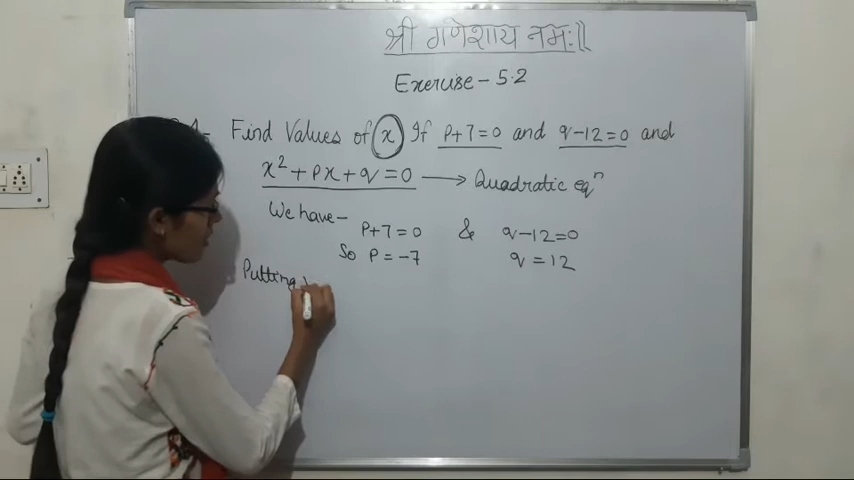 श्री गणेशाय नमः॥
Exercise - 5.2
Find Values of x If P+7=0 and q-12=0 and
x²+Px+q=0 → Quadratic eqⁿ
We have-
P+7=0 & q-12=0
So P=-7 q=12
Putting